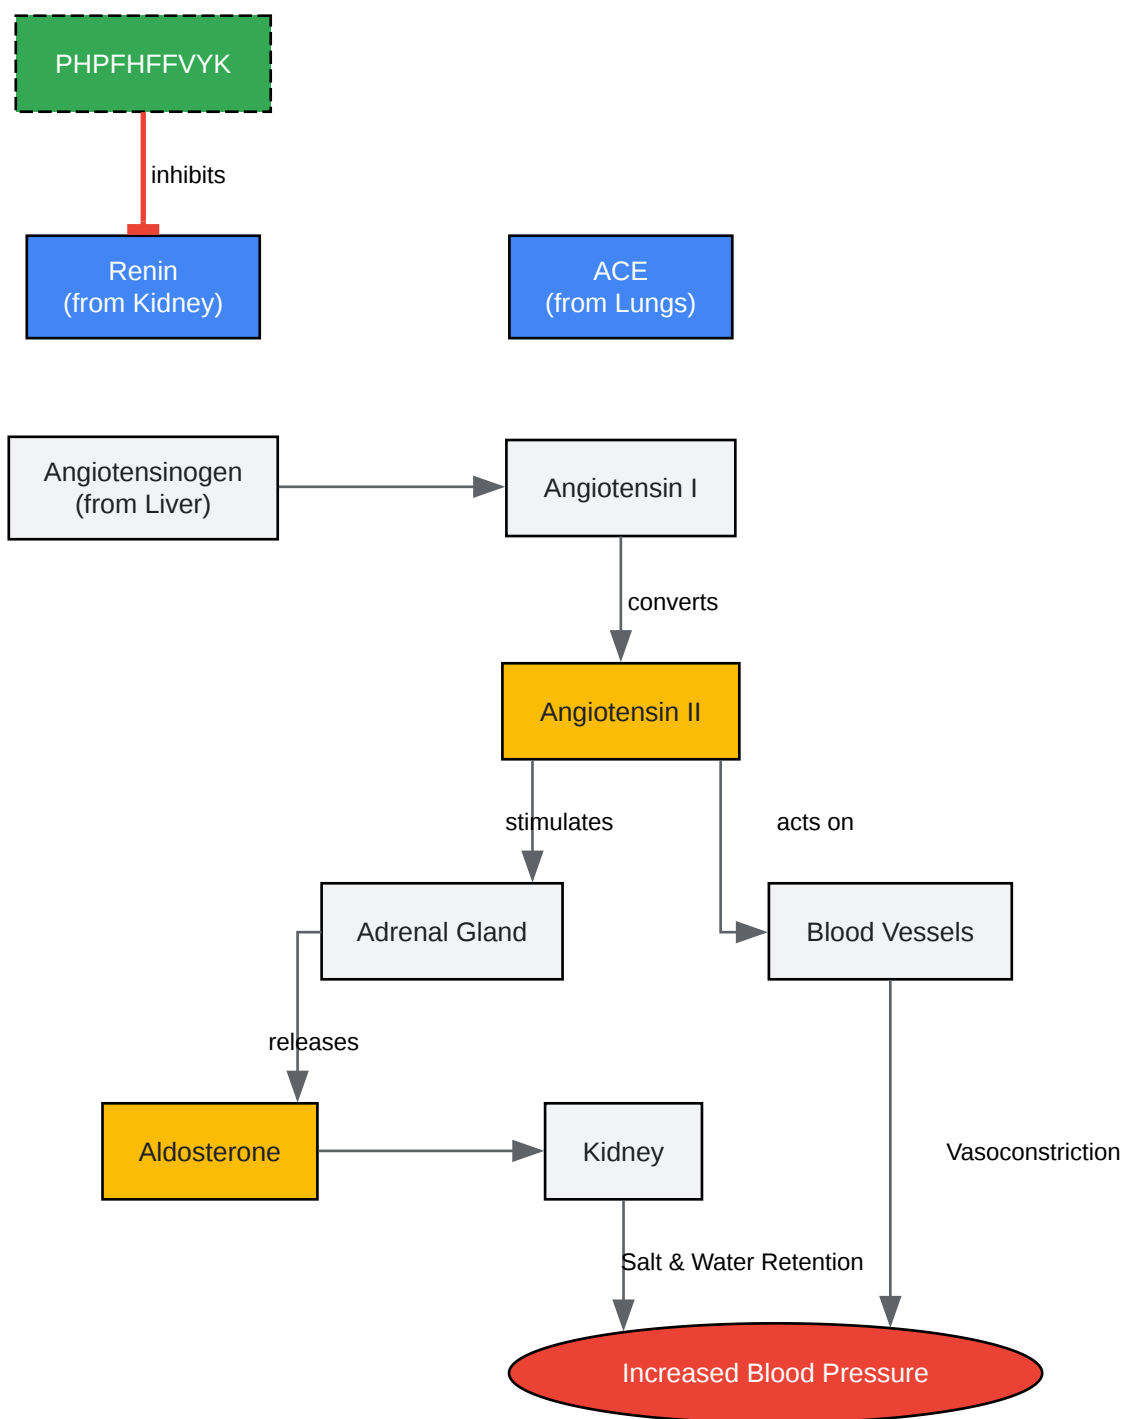 PHPFHFFVYK
inhibits
Renin
(from Kidney)
ACE
(from Lungs)
Angiotensinogen
(from Liver)
Angiotensin I
converts
Angiotensin II
stimulates
acts on
Adrenal Gland
Blood Vessels
releases
Aldosterone
Kidney
Vasoconstriction
Salt & Water Retention
Increased Blood Pressure